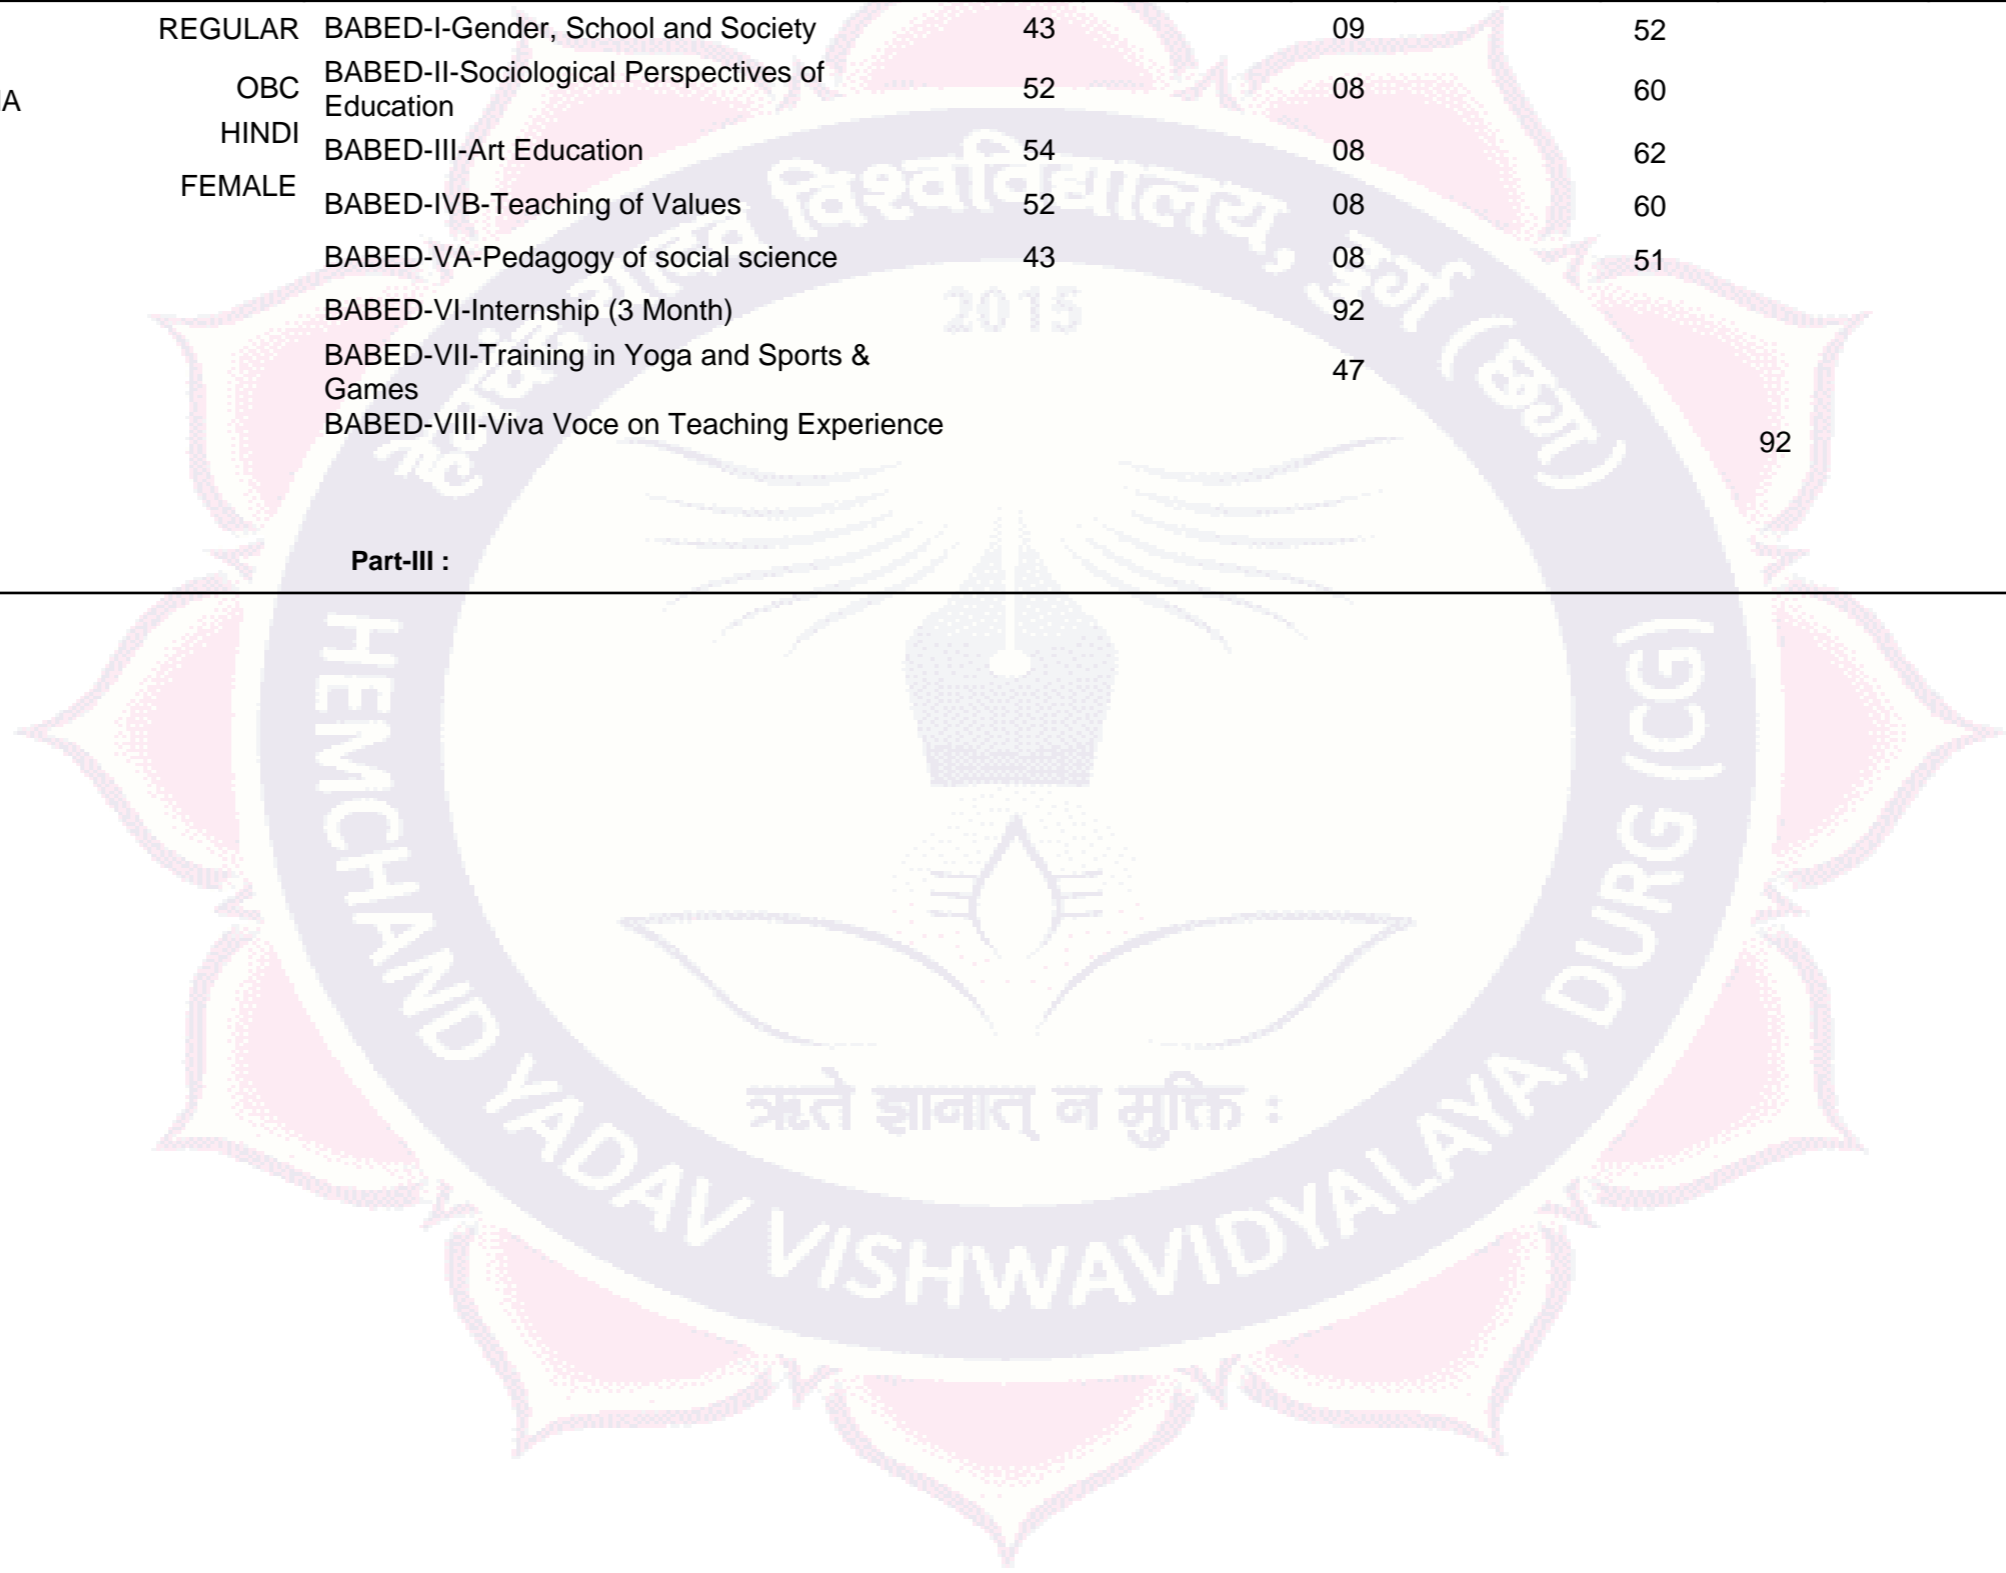 REGULAR BABED-I-Gender, School and Society 43 09 52
BABED-II-Sociological Perspectives of
OBC 52 08 60
Education
HINDI
BABED-III-Art Education 54 08 62
FEMALE
BABED-IVB-Teaching of Values 52 08 60
BABED-VA-Pedagogy of social science 43 08 51
BABED-VI-Internship (3 Month) 92
BABED-VII-Training in Yoga and Sports &
47
Games
BABED-VIII-Viva Voce on Teaching Experience
92
Part-III :
हेमचंद यादव विश्वविद्यालय, दुर्ग (छग)
2015
ऋते ज्ञानात् न मुक्ति :
HEMCHAND YADAV VISHWAVIDYALAYA, DURG (CG)